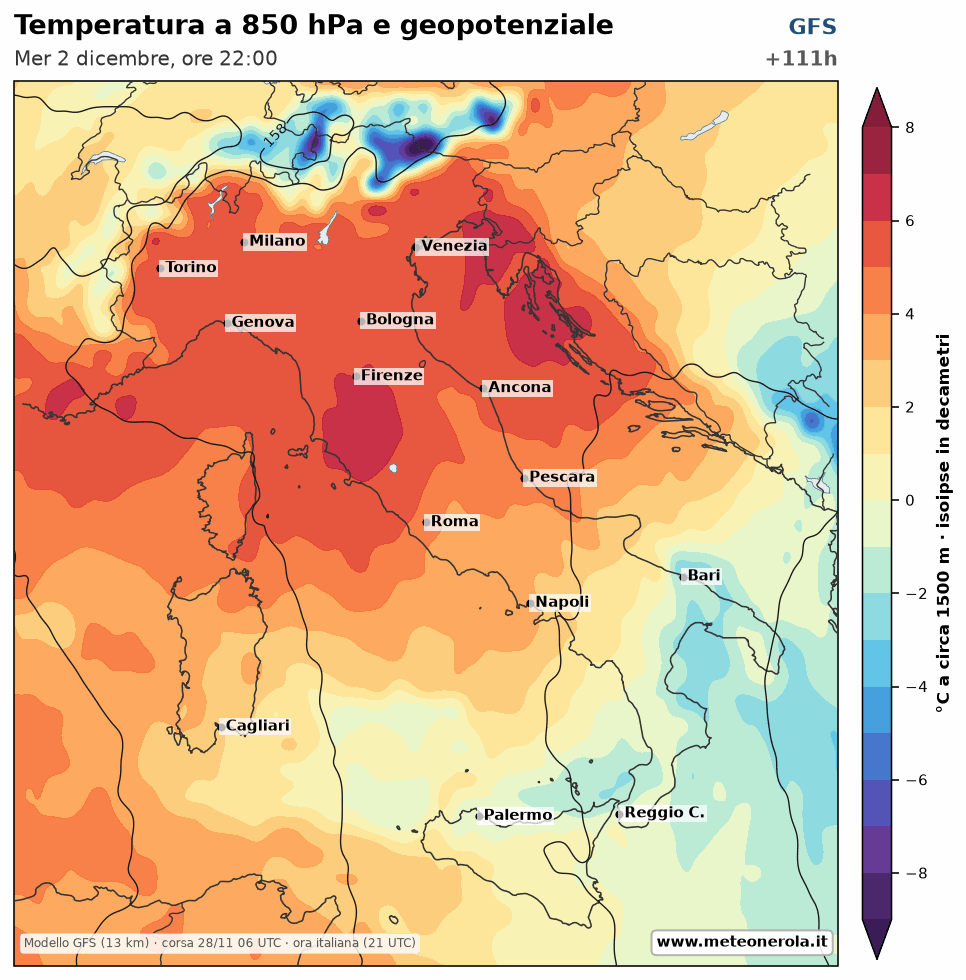 Temperatura a 850 hPa e geopotenziale
GFS
Mer 2 dicembre, ore 22:00
+111h
158
Milano
Venezia
Torino
Genova
Bologna
Firenze
Ancona
Pescara
Roma
Bari
Napoli
Cagliari
Palermo
Reggio C.
8
6
4
2
0
−2
−4
−6
−8
°C a circa 1500 m · isoipse in decametri
Modello GFS (13 km) · corsa 28/11 06 UTC · ora italiana (21 UTC)
www.meteonerola.it